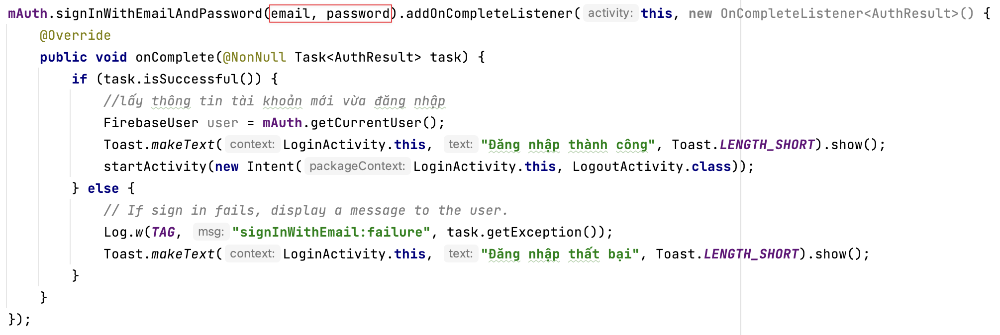 mAuth.signInWithEmailAndPassword(email, password).addOnCompleteListener( activity: this, new OnCompleteListener<AuthResult>() {
@Override
public void onComplete(@NonNull Task<AuthResult> task) {
if (task.isSuccessful()) {
//lấy thông tin tài khoản mới vừa đăng nhập
FirebaseUser user = mAuth.getCurrentUser();
Toast.makeText( context: LoginActivity.this, text: "Đăng nhập thành công", Toast.LENGTH_SHORT).show();
startActivity(new Intent( packageContext: LoginActivity.this, LogoutActivity.class));
} else {
// If sign in fails, display a message to the user.
Log.w(TAG, msg: "signInWithEmail:failure", task.getException());
Toast.makeText( context: LoginActivity.this, text: "Đăng nhập thất bại", Toast.LENGTH_SHORT).show();
}
}
});